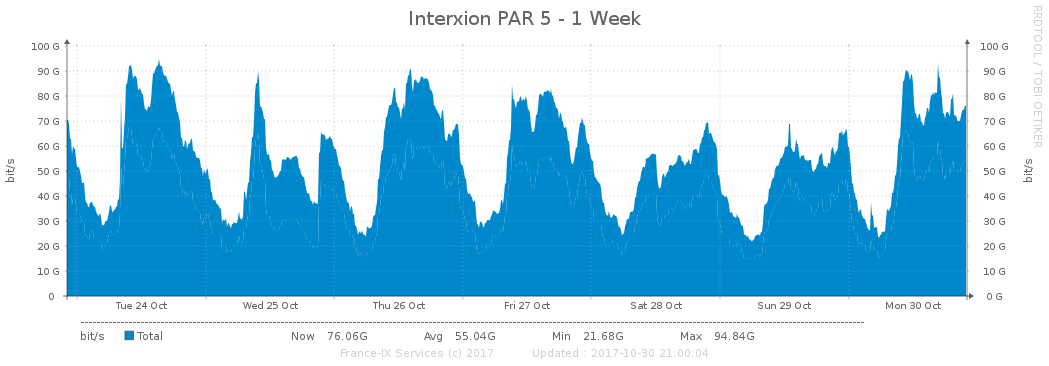 Interxion PAR 5 - 1 Week
RRDTOOL / TOBI OETIKER
100 G 100 G
90 G 90 G
80 G 80 G
70 G 70 G
60 G 60 G
50 G 50 G
40 G 40 G
30 G 30 G
20 G 20 G
10 G 10 G
0 0 G
bit/s bit/s
Tue 24 Oct Wed 25 Oct Thu 26 Oct Fri 27 Oct Sat 28 Oct Sun 29 Oct Mon 30 Oct
bit/s Total Now 76.06G Avg 55.04G Min 21.68G Max 94.84G
France-IX Services (c) 2017 Updated : 2017-10-30 21:00:04